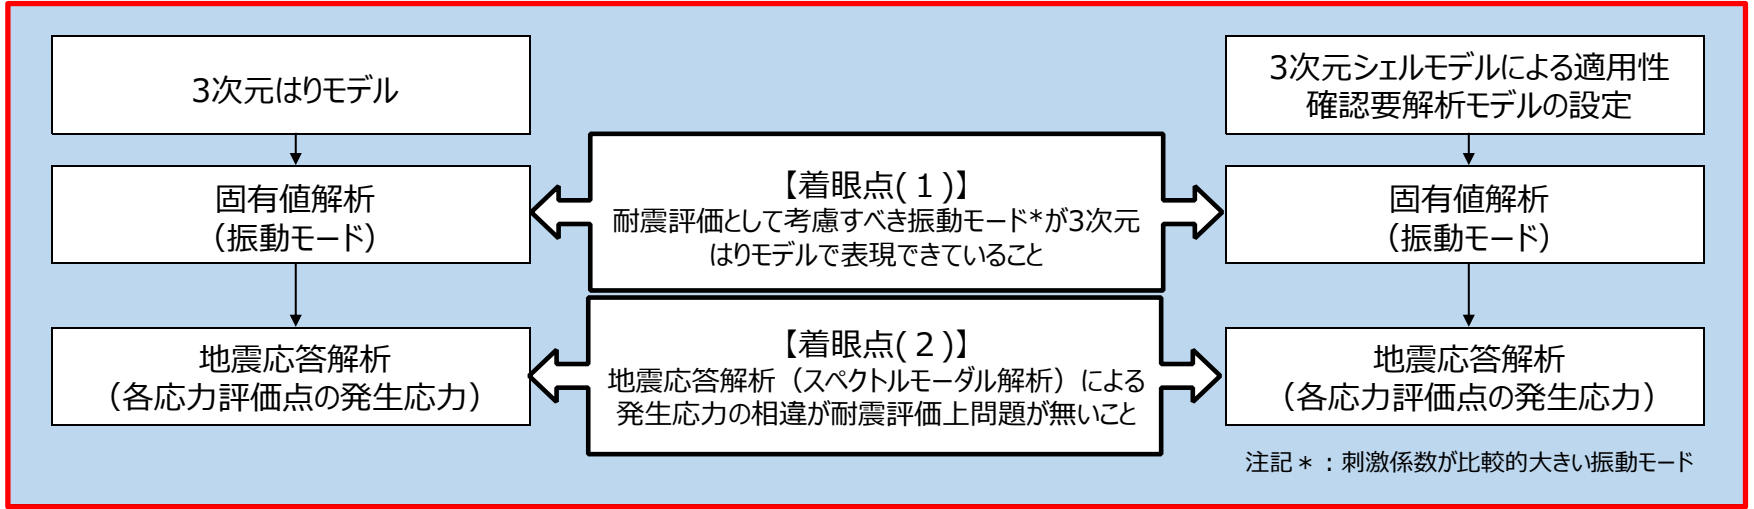 3次元はりモデル
固有値解析
（振動モード）
地震応答解析
（各応力評価点の発生応力）
【着眼点(１)】
耐震評価として考慮すべき振動モード*が3次元
はりモデルで表現できていること
【着眼点(２)】
地震応答解析（スペクトルモーダル解析）による
発生応力の相違が耐震評価上問題が無いこと
3次元シェルモデルによる適用性
確認要解析モデルの設定
固有値解析
（振動モード）
地震応答解析
（各応力評価点の発生応力）
注記＊：刺激係数が比較的大きい振動モード